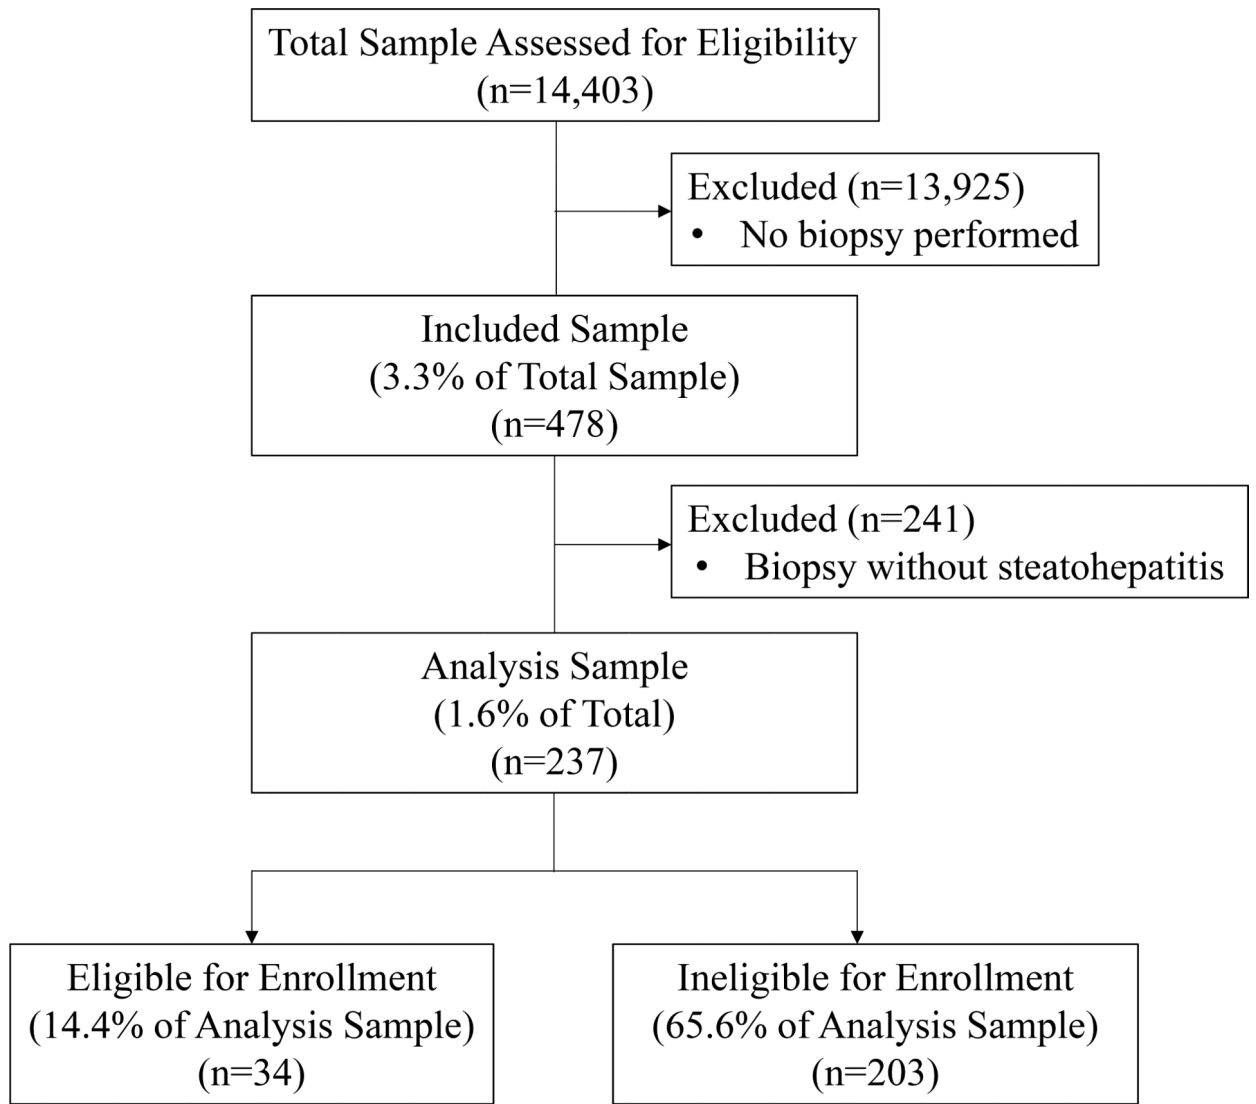 Total Sample Assessed for Eligibility
(n=14,403)
Excluded (n=13,925)
• No biopsy performed
Included Sample
(3.3% of Total Sample)
(n=478)
Excluded (n=241)
• Biopsy without steatohepatitis
Analysis Sample
(1.6% of Total)
(n=237)
Eligible for Enrollment
(14.4% of Analysis Sample)
(n=34)
Ineligible for Enrollment
(65.6% of Analysis Sample)
(n=203)